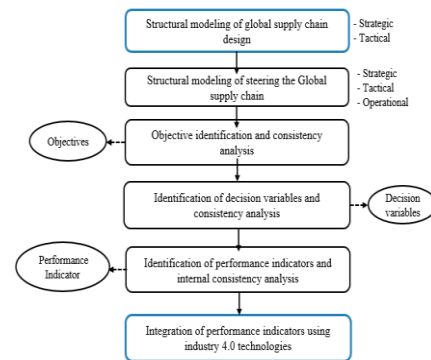 Structural modeling of global supply chain
design
- Strategic
- Tactical
Structural modeling of steering the Global
supply chain
- Strategic
- Tactical
- Operational
Objective identification and consistency
analysis
Objectives
Identification of decision variables and
consistency analysis
Decision
variables
Identification of performance indicators and
internal consistency analysis
Performance
Indicator
Integration of performance indicators using
industry 4.0 technologies